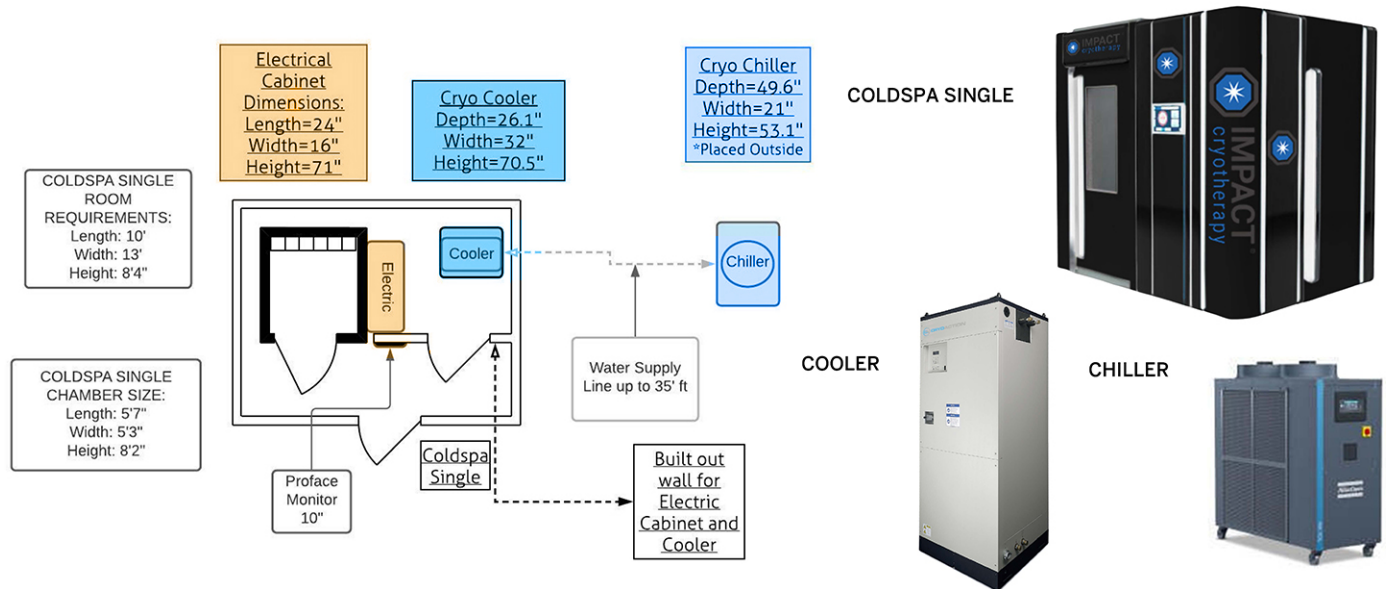 Electrical
Cabinet
Dimensions:
Length=24"
Width=16"
Height=71"
Cryo Cooler
Depth=26.1"
Width=32"
Height=70.5"
Cryo Chiller
Depth=49.6"
Width=21"
Height=53.1"
*Placed Outside
COLDSPA SINGLE
IMPACT
cryotherapy
IMPACT
cryotherapy
COLDSPA SINGLE
ROOM
REQUIREMENTS:
Length: 10'
Width: 13'
Height: 8'4"
Electric
Cooler
Chiller
COLDSPA SINGLE
CHAMBER SIZE:
Length: 5'7"
Width: 5'3"
Height: 8'2"
Water Supply
Line up to 35' ft
Proface
Monitor
10"
Coldspa
Single
Built out
wall for
Electric
Cabinet and
Cooler
COOLER
CHILLER
Atlas Copco